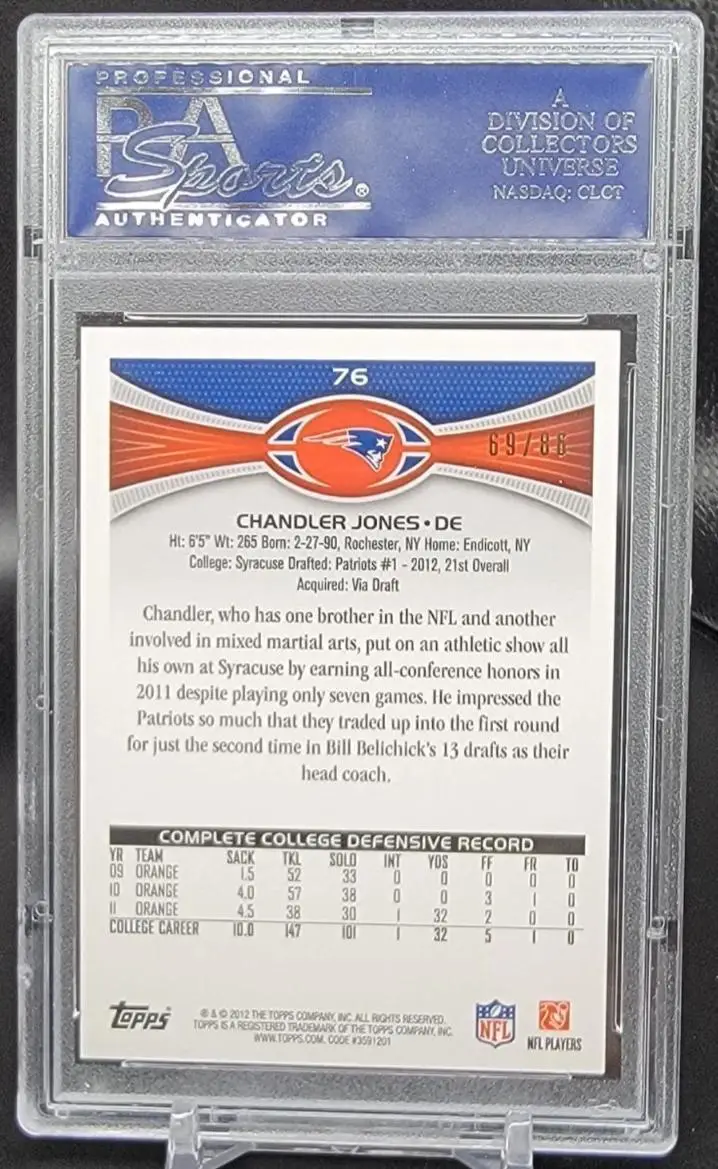 PROFESSIONAL
PSA
Sports®
AUTHENTICATOR
A
DIVISION OF
COLLECTORS
UNIVERSE
NASDAQ: CLCT
76
69/86
CHANDLER JONES • DE
Ht: 6'5" Wt: 265 Born: 2-27-90, Rochester, NY Home: Endicott, NY
College: Syracuse Drafted: Patriots #1 - 2012, 21st Overall
Acquired: Via Draft
Chandler, who has one brother in the NFL and another
involved in mixed martial arts, put on an athletic show all
his own at Syracuse by earning all-conference honors in
2011 despite playing only seven games. He impressed the
Patriots so much that they traded up into the first round
for just the second time in Bill Belichick's 13 drafts as their
head coach.
COMPLETE COLLEGE DEFENSIVE RECORD
YR TEAM SACK TKL SOLO INT YDS FF FR TD
09 ORANGE 1.5 52 33 0 0 0 0 0
10 ORANGE 4.0 57 38 0 0 3 1 0
11 ORANGE 4.5 38 30 1 32 2 0 0
COLLEGE CAREER 10.0 147 101 1 32 5 1 0
Topps®
® & © 2012 THE TOPPS COMPANY, INC. ALL RIGHTS RESERVED.
TOPPS IS A REGISTERED TRADEMARK OF THE TOPPS COMPANY, INC.
WWW.TOPPS.COM. CODE #3591201
NFL
NFL PLAYERS